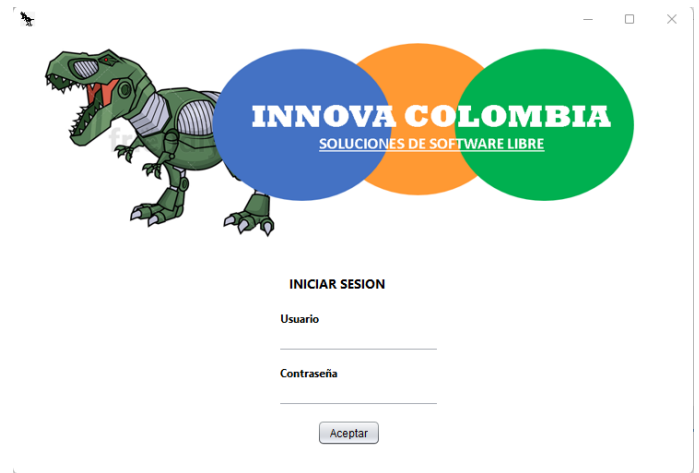 INNOVA COLOMBIA
SOLUCIONES DE SOFTWARE LIBRE
INICIAR SESION
Usuario
Contraseña
Aceptar